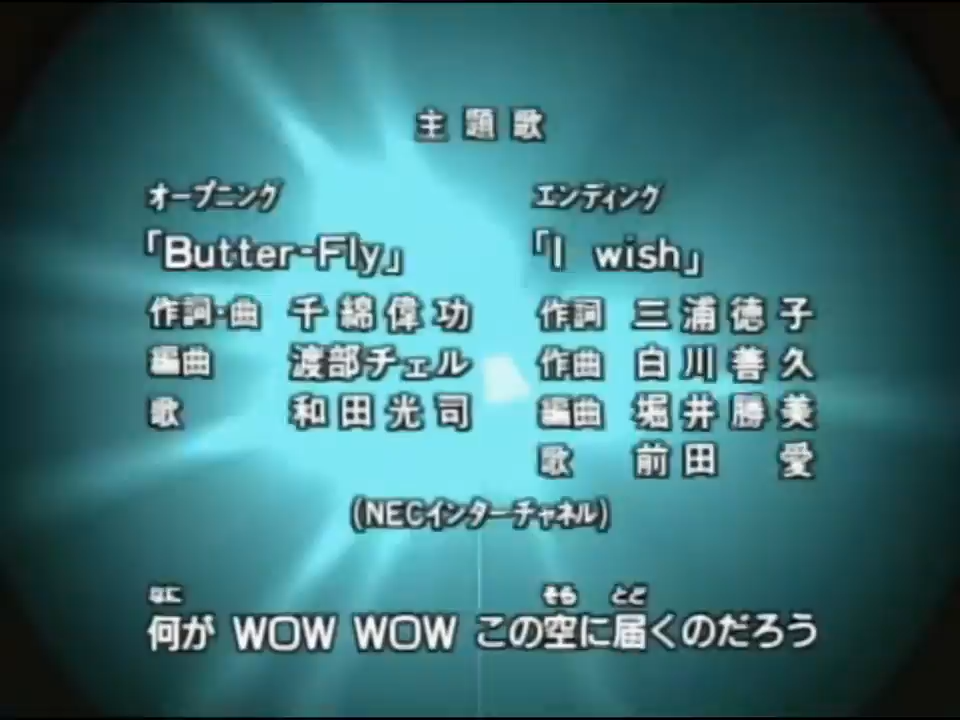 主題歌
オープニング
「Butter-Fly」
作詞・曲 千綿偉功
編曲 渡部チェル
歌 和田光司
エンディング
「I wish」
作詞 三浦徳子
作曲 白川善久
編曲 堀井勝美
歌 前田 愛
(NECインターチャネル)
なに そら とど
何が WOW WOW この空に届くのだろう